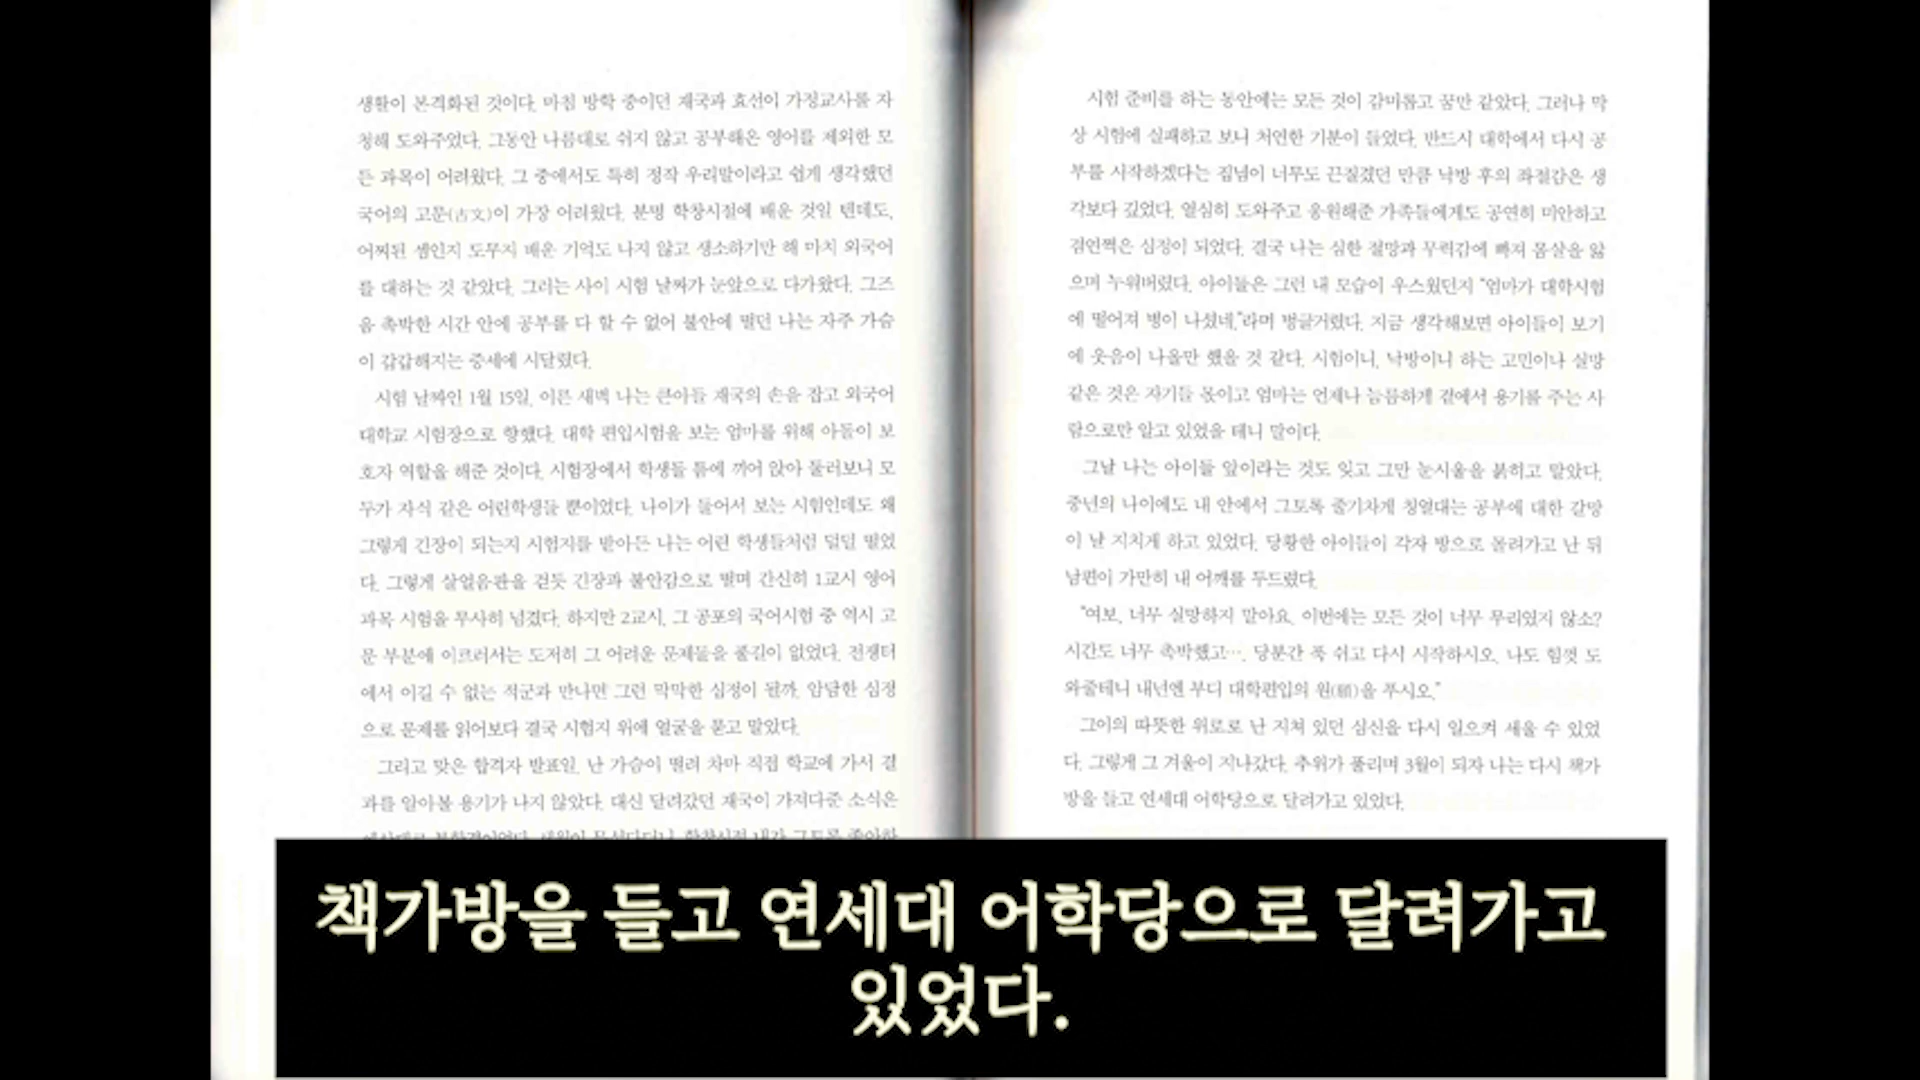 생활이 본격화된 것이다. 마침 방학 중이던 재국과 효선이 가정교사를 자
청해 도와주었다. 그동안 나름대로 쉬지 않고 공부해온 영어를 제외한 모
든 과목이 어려웠다. 그 중에서도 특히 정작 우리말이라고 쉽게 생각했던
국어의 고문(古文)이 가장 어려웠다. 분명 학창시절에 배운 것일 텐데도,
어찌된 셈인지 도무지 배운 기억도 나지 않고 생소하기만 해 마치 외국어
를 대하는 것 같았다. 그러는 사이 시험 날짜가 눈앞으로 다가왔다. 그즈
음 촉박한 시간 안에 공부를 다 할 수 없어 불안에 떨던 나는 자주 가슴
이 갑갑해지는 증세에 시달렸다.
시험 날짜인 1월 15일, 이른 새벽 나는 큰아들 재국의 손을 잡고 외국어
대학교 시험장으로 향했다. 대학 편입시험을 보는 엄마를 위해 아들이 보
호자 역할을 해준 것이다. 시험장에서 학생들 틈에 끼어 앉아 둘러보니 모
두가 자식 같은 어린학생들 뿐이었다. 나이가 들어서 보는 시험인데도 왜
그렇게 긴장이 되는지 시험지를 받아든 나는 어린 학생들처럼 덜덜 떨었
다. 그렇게 살얼음판을 걷듯 긴장과 불안감으로 떨며 간신히 1교시 영어
과목 시험을 무사히 넘겼다. 하지만 2교시, 그 공포의 국어시험 중 역시 고
문 부분에 이르러서는 도저히 그 어려운 문제들을 풀길이 없었다. 전쟁터
에서 이길 수 없는 적군과 만나면 그런 막막한 심정이 될까. 암담한 심정
으로 문제를 읽어보다 결국 시험지 위에 얼굴을 묻고 말았다.
그리고 맞은 합격자 발표일, 난 가슴이 떨려 차마 직접 학교에 가서 결
과를 알아볼 용기가 나지 않았다. 대신 달려갔던 재국이 가져다준 소식은
시험 준비를 하는 동안에는 모든 것이 감미롭고 꿈만 같았다. 그러나 막
상 시험에 실패하고 보니 처연한 기분이 들었다. 반드시 대학에서 다시 공
부를 시작하겠다는 집념이 너무도 끈질겼던 만큼 낙방 후의 좌절감은 생
각보다 깊었다. 열심히 도와주고 응원해준 가족들에게도 공연히 미안하고
겸연쩍은 심정이 되었다. 결국 나는 심한 절망과 무력감에 빠져 몸살을 앓
으며 누워버렸다. 아이들은 그런 내 모습이 우스웠던지 "엄마가 대학시험
에 떨어져 병이 나셨네."라며 벙글거렸다. 지금 생각해보면 아이들이 보기
에 웃음이 나올만 했을 것 같다. 시험이니, 낙방이니 하는 고민이나 실망
같은 것은 자기들 몫이고 엄마는 언제나 늠름하게 곁에서 용기를 주는 사
람으로만 알고 있었을 테니 말이다.
그날 나는 아이들 앞이라는 것도 잊고 그만 눈시울을 붉히고 말았다.
중년의 나이에도 내 안에서 그토록 줄기차게 칭얼대는 공부에 대한 갈망
이 날 지치게 하고 있었다. 당황한 아이들이 각자 방으로 몰려가고 난 뒤
남편이 가만히 내 어깨를 두드렸다.
"여보, 너무 실망하지 말아요. 이번에는 모든 것이 너무 무리였지 않소?
시간도 너무 촉박했고…. 당분간 푹 쉬고 다시 시작하시오. 나도 힘껏 도
와줄테니 내년엔 부디 대학편입의 원(願)을 푸시오."
그이의 따뜻한 위로로 난 지쳐 있던 심신을 다시 일으켜 세울 수 있었
다. 그렇게 그 겨울이 지나갔다. 추위가 풀리며 3월이 되자 나는 다시 책가
방을 들고 연세대 어학당으로 달려가고 있었다.
책가방을 들고 연세대 어학당으로 달려가고
있었다.